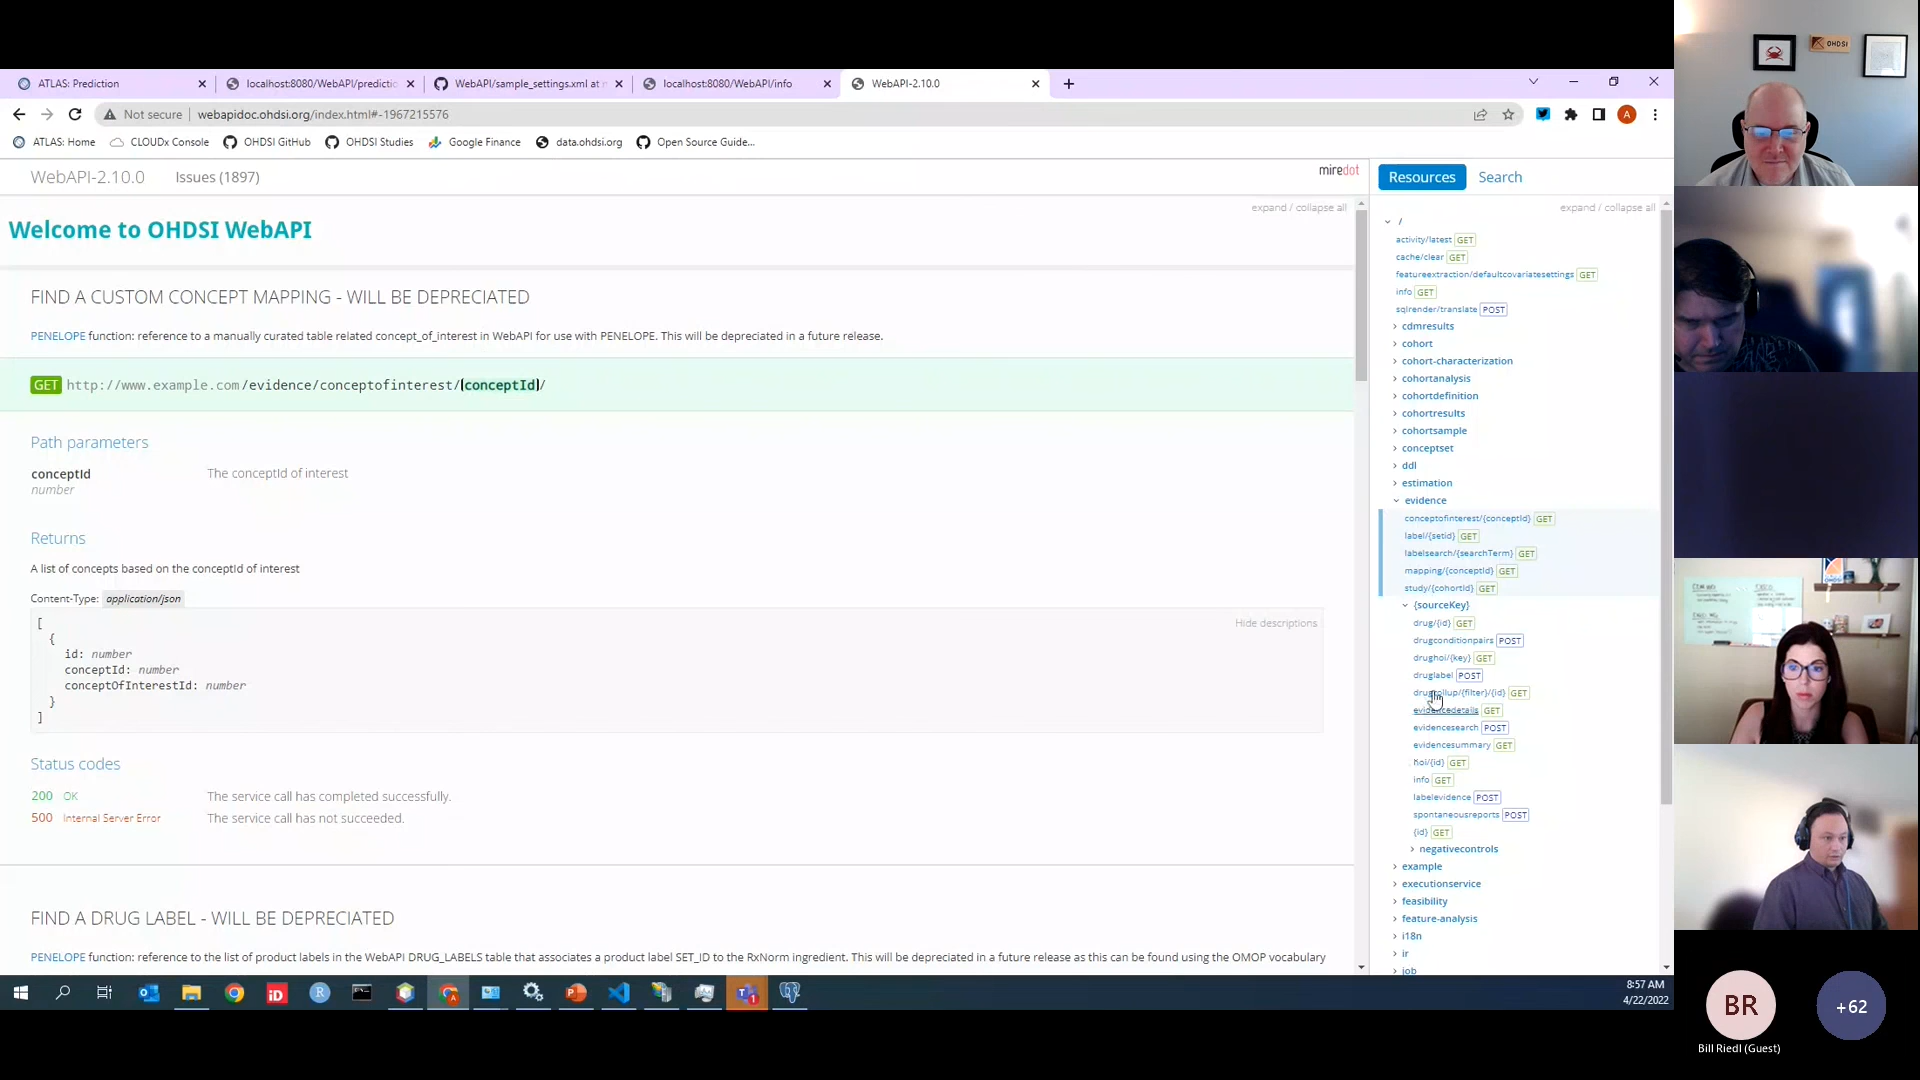 ATLAS: Prediction
localhost:8080/WebAPI/predictic
WebAPI/sample_settings.xml at
localhost:8080/WebAPI/info
WebAPI-2.10.0
Not secure
webapidoc.ohdsi.org/index.html#-1967215576
A
ATLAS: Home
CLOUDx Console
OHDSI GitHub
OHDSI Studies
Google Finance
data.ohdsi.org
Open Source Guide...
WebAPI-2.10.0
Issues (1897)
miredot
expand / collapse all
Welcome to OHDSI WebAPI
FIND A CUSTOM CONCEPT MAPPING - WILL BE DEPRECIATED
PENELOPE function: reference to a manually curated table related concept_of_interest in WebAPI for use with PENELOPE. This will be depreciated in a future release.
GET http://www.example.com/evidence/conceptofinterest/{conceptId}/
Path parameters
conceptId
number
The conceptId of interest
Returns
A list of concepts based on the conceptId of interest
Content-Type: application/json
Hide descriptions
[
{
id: number
conceptId: number
conceptOfInterestId: number
}
]
Status codes
200 OK
The service call has completed successfully.
500 Internal Server Error
The service call has not succeeded.
FIND A DRUG LABEL - WILL BE DEPRECIATED
PENELOPE function: reference to the list of product labels in the WebAPI DRUG_LABELS table that associates a product label SET_ID to the RxNorm ingredient. This will be depreciated in a future release as this can be found using the OMOP vocabulary
Resources
Search
expand / collapse all
/
activity/latest GET
cache/clear GET
featureextraction/defaultcovariatesettings GET
info GET
sqlrender/translate POST
cdmresults
cohort
cohort-characterization
cohortanalysis
cohortdefinition
cohortresults
cohortsample
conceptset
ddl
estimation
evidence
conceptofinterest/{conceptId} GET
label/{setid} GET
labelsearch/{searchTerm} GET
mapping/{conceptId} GET
study/{cohortId} GET
{sourceKey}
drug/{id} GET
drugconditionpairs POST
drughoi/{key} GET
druglabel POST
drugrollup/{filter}/{id} GET
evidencedetails GET
evidencesearch POST
evidencesummary GET
hoi/{id} GET
info GET
labelevidence POST
spontaneousreports POST
{id} GET
negativecontrols
example
executionservice
feasibility
feature-analysis
i18n
ir
job
8:57 AM
4/22/2022
OHDSI
BR
Bill Riedl (Guest)
+62